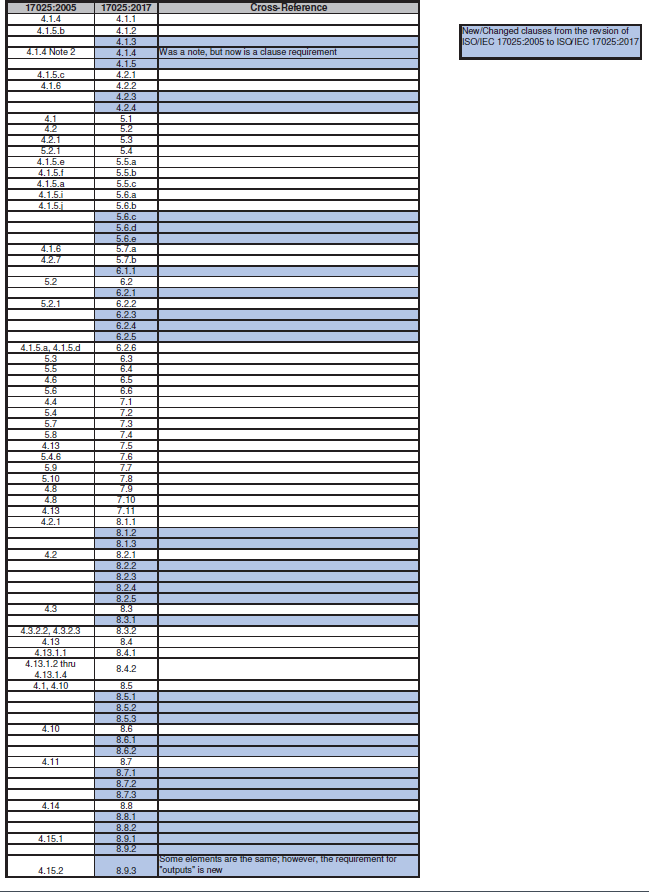 17025:2005 17025:2017 Cross-Reference
4.1.4 4.1.1
4.1.5.b 4.1.2
4.1.3
4.1.4 Note 2 4.1.4 Was a note, but now is a clause requirement
4.1.5
4.1.5.c 4.2.1
4.1.6 4.2.2
4.2.3
4.2.4
4.1 5.1
4.2 5.2
4.2.1 5.3
5.2.1 5.4
4.1.5.e 5.5.a
4.1.5.f 5.5.b
4.1.5.a 5.5.c
4.1.5.i 5.6.a
4.1.5.j 5.6.b
5.6.c
5.6.d
5.6.e
4.1.6 5.7.a
4.2.7 5.7.b
6.1.1
5.2 6.2
6.2.1
5.2.1 6.2.2
6.2.3
6.2.4
6.2.5
4.1.5.a, 4.1.5.d 6.2.6
5.3 6.3
5.5 6.4
4.6 6.5
5.6 6.6
4.4 7.1
5.4 7.2
5.7 7.3
5.8 7.4
4.13 7.5
5.4.6 7.6
5.9 7.7
5.10 7.8
4.8 7.9
4.8 7.10
4.13 7.11
4.2.1 8.1.1
8.1.2
8.1.3
4.2 8.2.1
8.2.2
8.2.3
8.2.4
8.2.5
4.3 8.3
8.3.1
4.3.2.2, 4.3.2.3 8.3.2
4.13 8.4
4.13.1.1 8.4.1
4.13.1.2 thru
4.13.1.4 8.4.2
4.1, 4.10 8.5
8.5.1
8.5.2
8.5.3
4.10 8.6
8.6.1
8.6.2
4.11 8.7
8.7.1
8.7.2
8.7.3
4.14 8.8
8.8.1
8.8.2
4.15.1 8.9.1
8.9.2
Some elements are the same; however, the requirement for
4.15.2 8.9.3 "outputs" is new
New/Changed clauses from the revsion of
ISO/IEC 17025:2005 to ISO/IEC 17025:2017